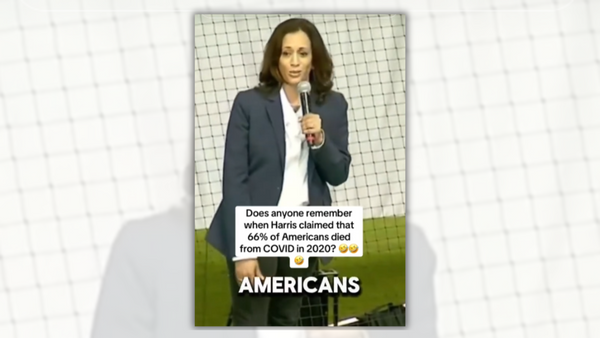 Does anyone remember
when Harris claimed that
66% of Americans died
from COVID in 2020? 🤣🤣
🤣
AMERICANS